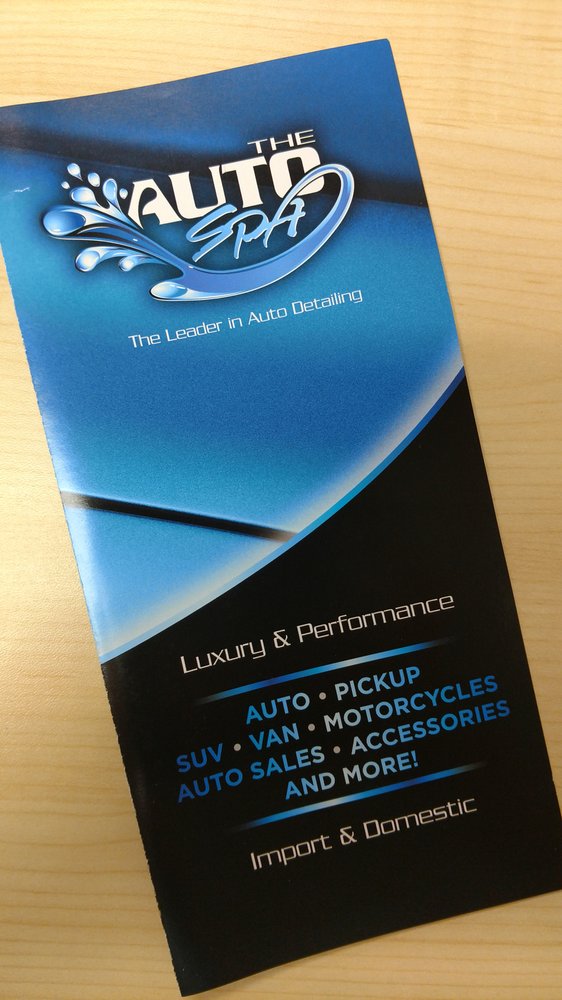 THE
AUTO
SPA
The Leader in Auto Detailing
Luxury & Performance
AUTO • PICKUP
SUV • VAN • MOTORCYCLES
AUTO SALES • ACCESSORIES
AND MORE!
Import & Domestic